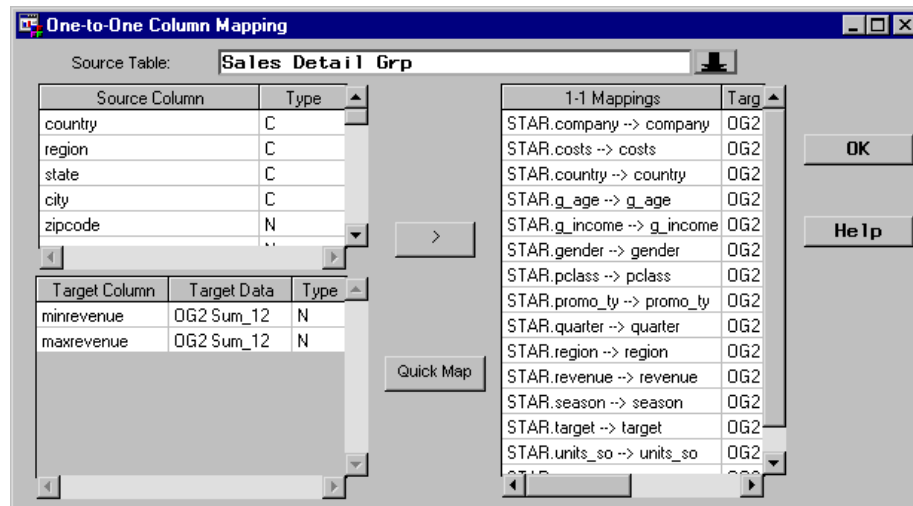 One-to-One Column Mapping
Source Table: Sales Detail Grp
Source Column Type
country C
region C
state C
city C
zipcode N
Target Column Target Data Type
minrevenue OG2 Sum_12 N
maxrevenue OG2 Sum_12 N
>
Quick Map
1-1 Mappings Targ
STAR.company --> company OG2
STAR.costs --> costs OG2
STAR.country --> country OG2
STAR.g_age --> g_age OG2
STAR.g_income --> g_income OG2
STAR.gender --> gender OG2
STAR.pclass --> pclass OG2
STAR.promo_ty --> promo_ty OG2
STAR.quarter --> quarter OG2
STAR.region --> region OG2
STAR.revenue --> revenue OG2
STAR.season --> season OG2
STAR.target --> target OG2
STAR.units_so --> units_so OG2
OK
Help